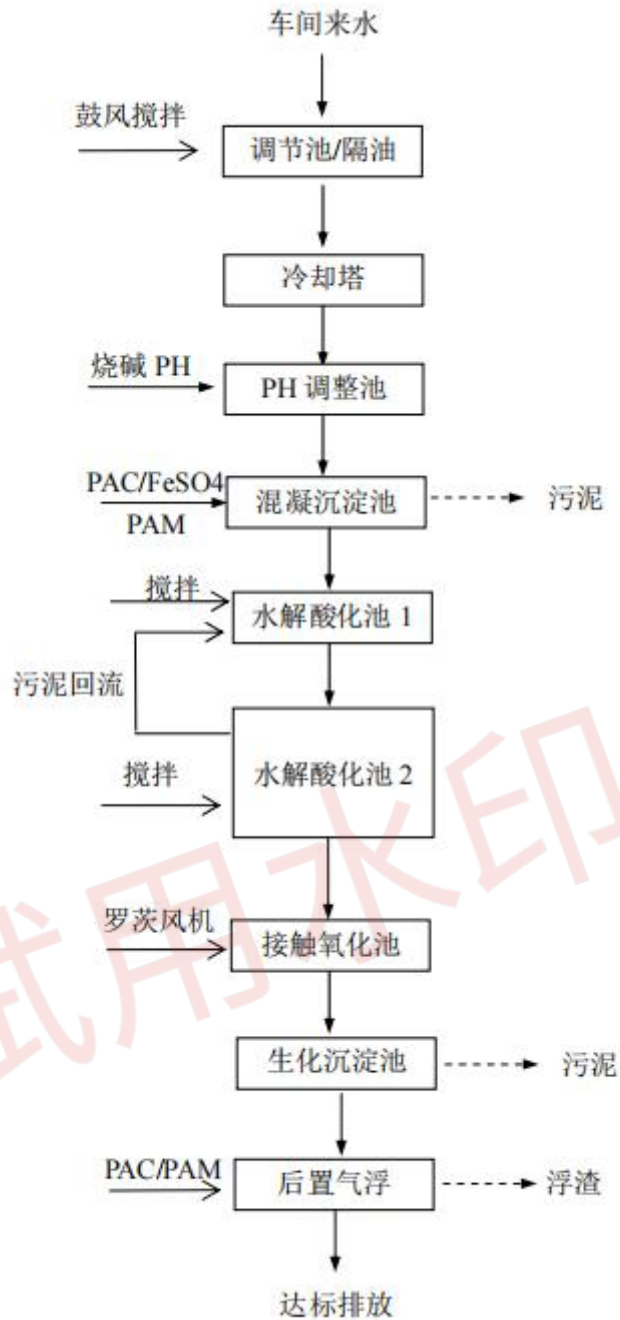 车间来水
鼓风搅拌
调节池/隔油
冷却塔
烧碱 PH
PH 调整池
PAC/FeSO4
PAM
混凝沉淀池
污泥
搅拌
水解酸化池 1
污泥回流
搅拌
水解酸化池 2
罗茨风机
接触氧化池
生化沉淀池
污泥
PAC/PAM
后置气浮
浮渣
达标排放
试用水印